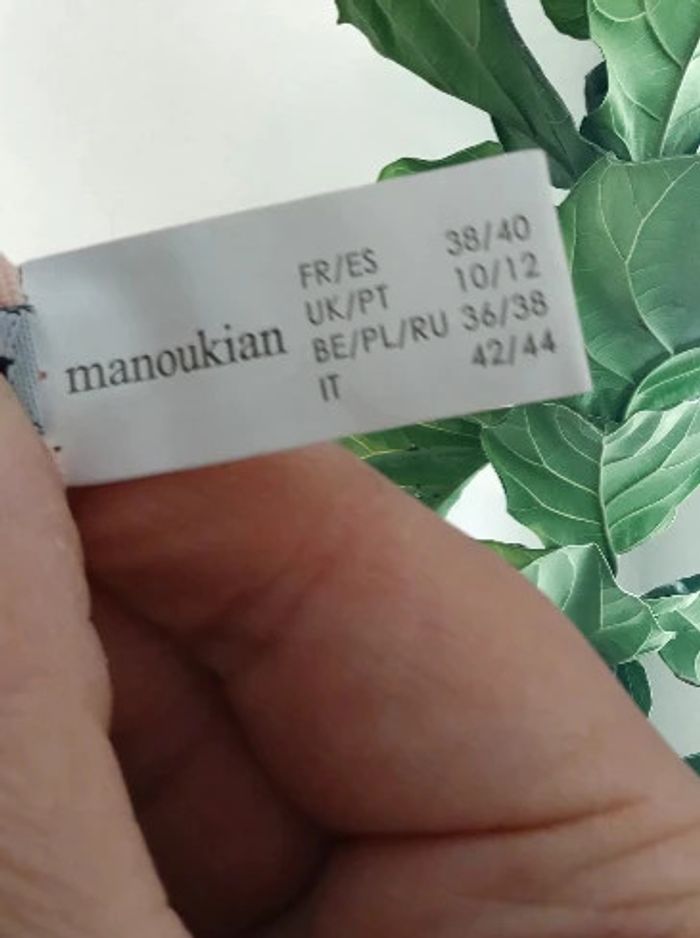 manoukian
FR/ES 38/40
UK/PT 10/12
BE/PL/RU 36/38
IT 42/44